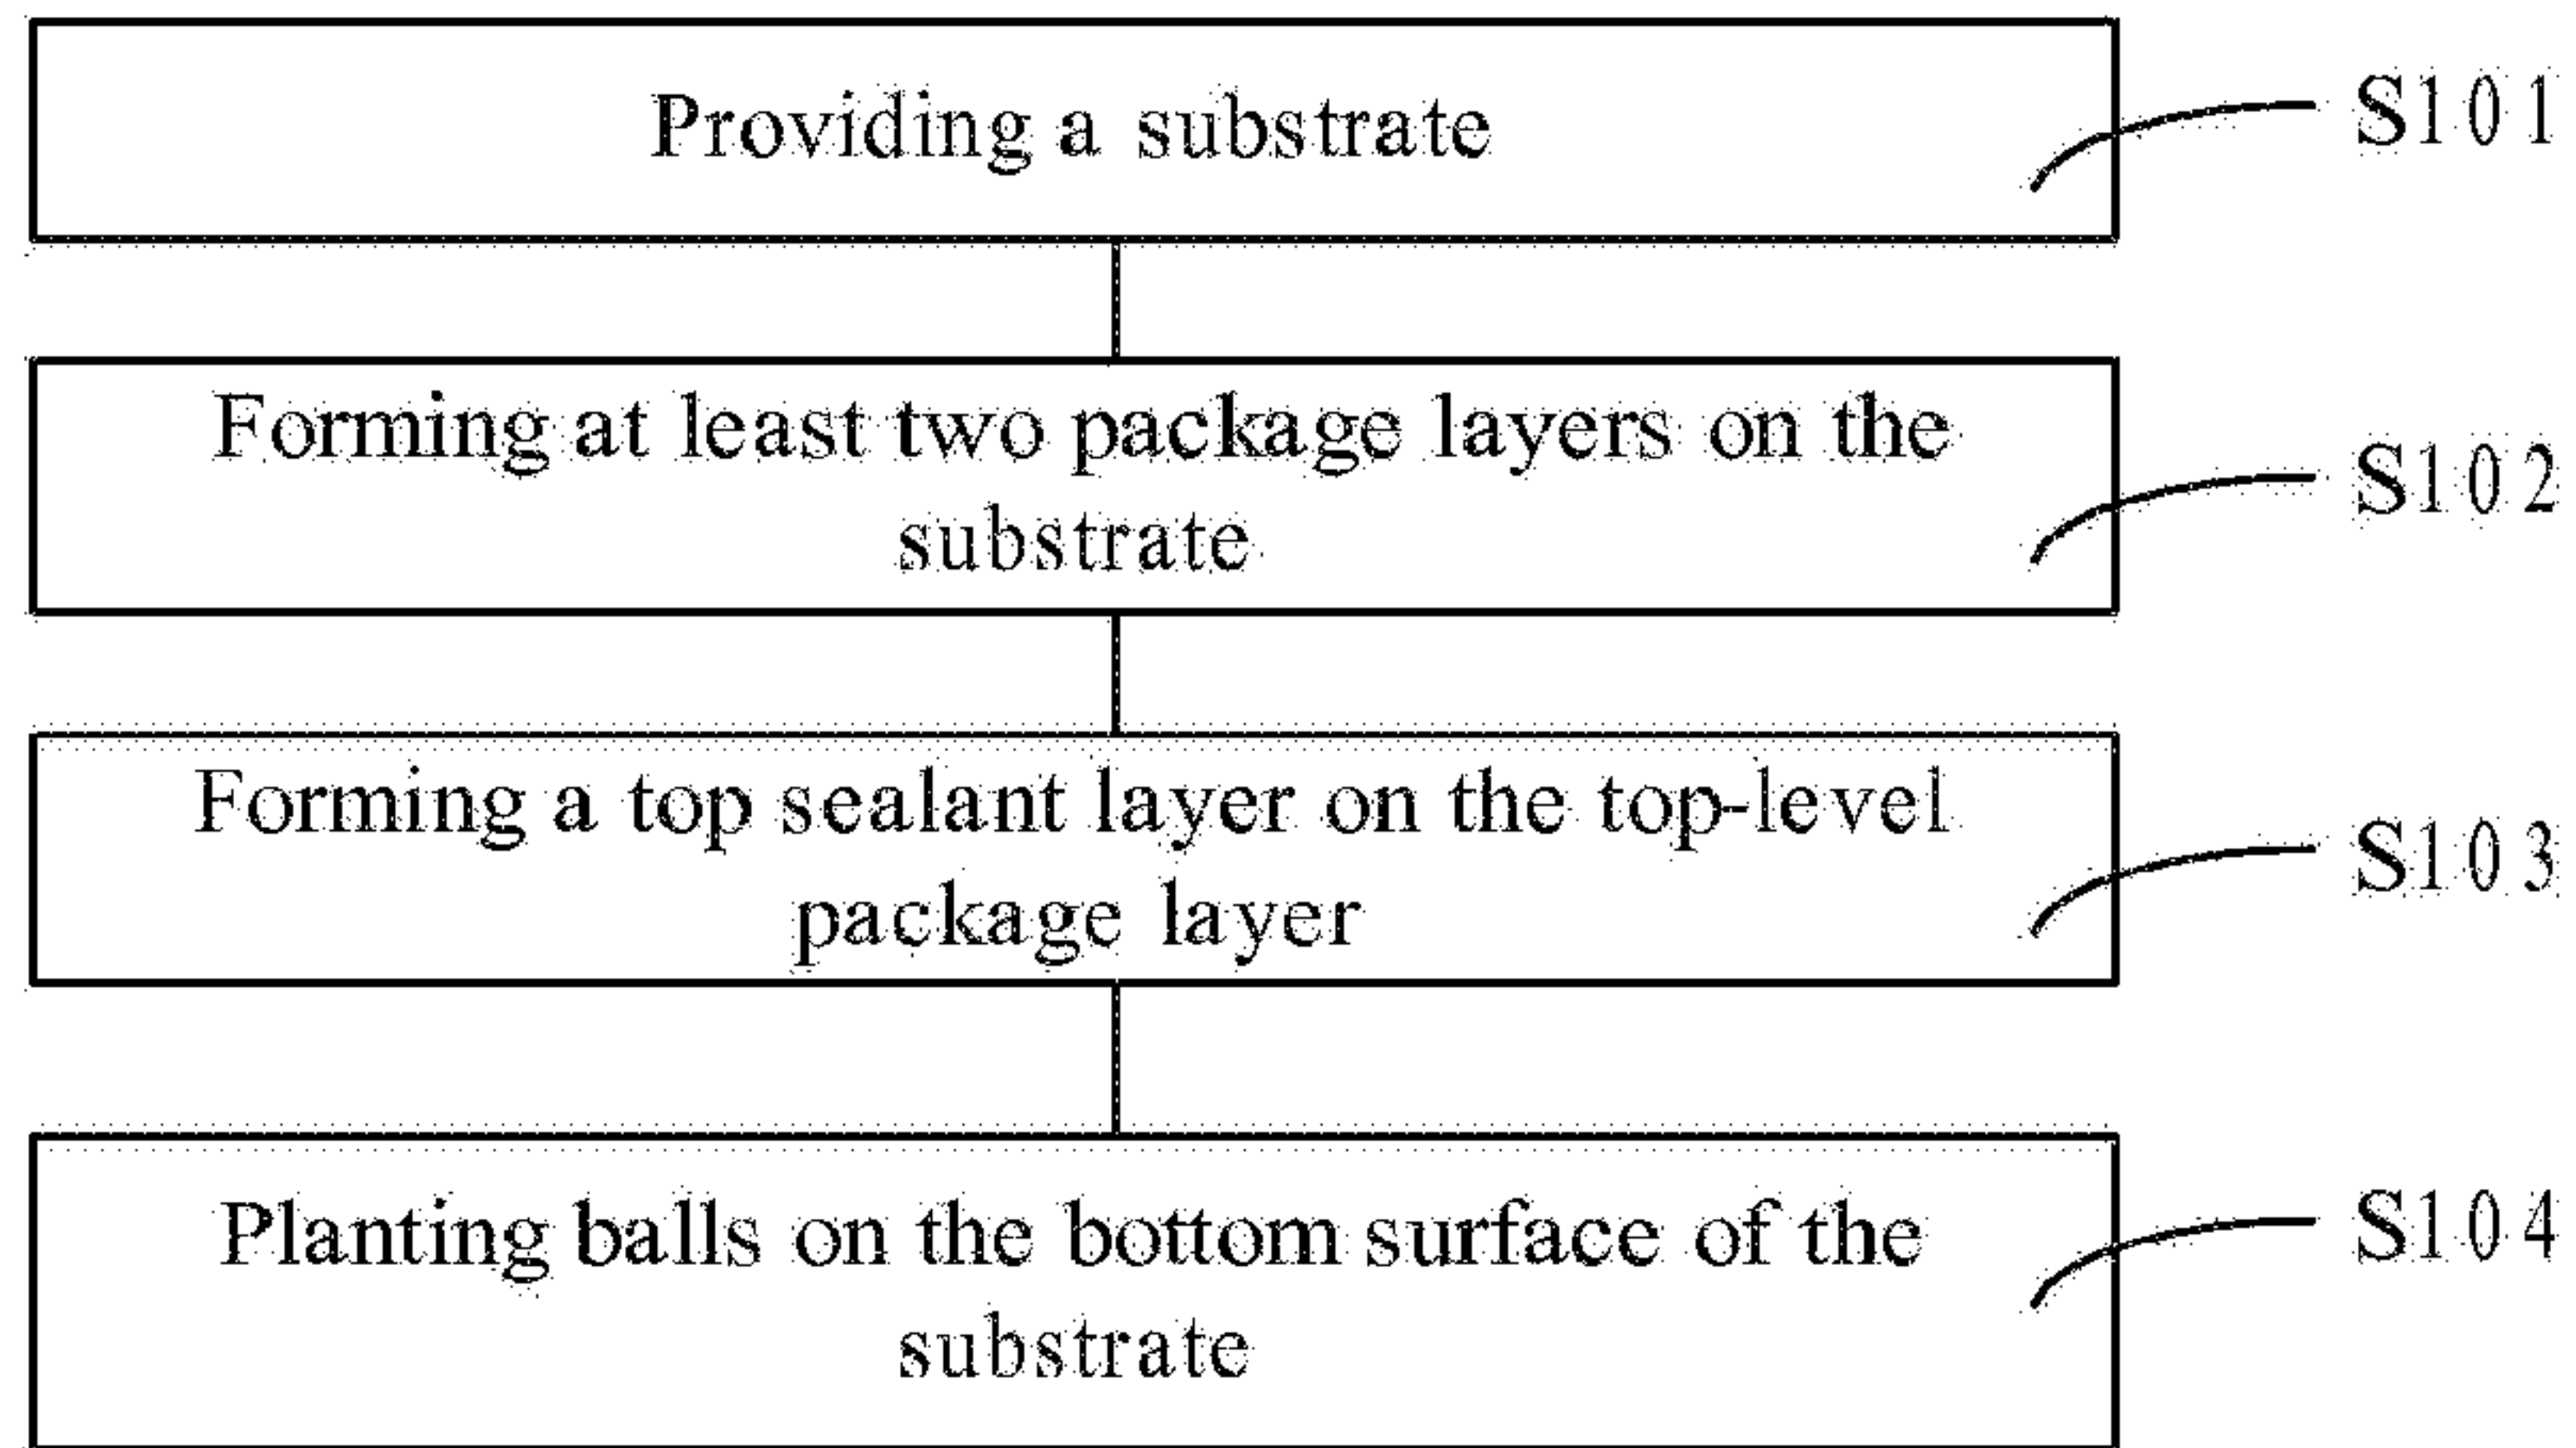 Providing a substrate
S101
Forming at least two package layers on the
substrate
S102
Forming a top sealant layer on the top-level
package layer
S103
Planting balls on the bottom surface of the
substrate
S104